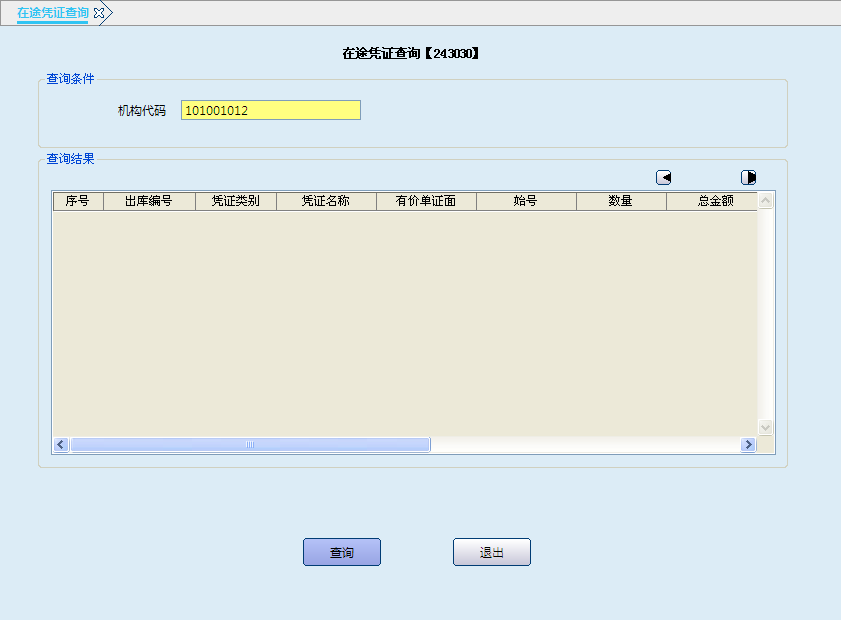 在途凭证查询
在途凭证查询【243030】
查询条件
机构代码 101001012
查询结果
序号 出库编号 凭证类别 凭证名称 有价单证面 始号 数量 总金额
查询 退出